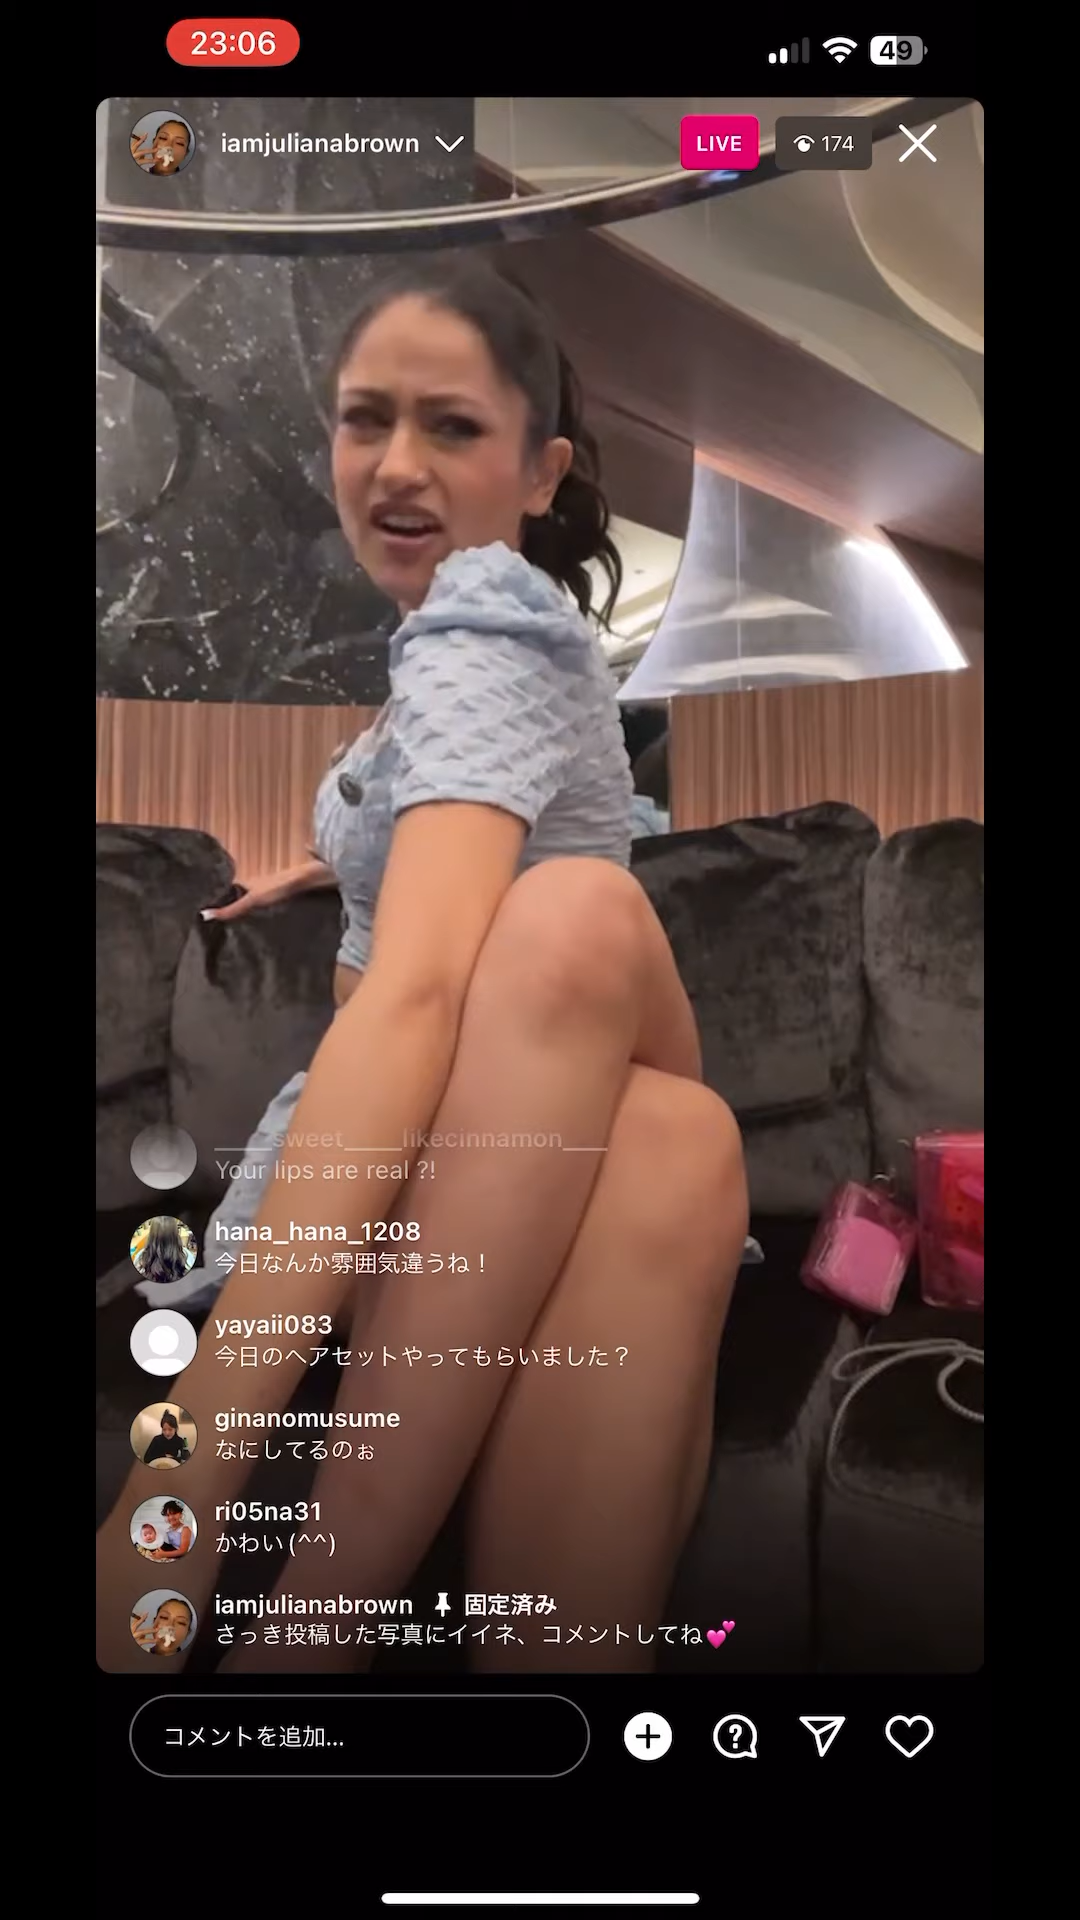 23:06
49
iamjulianabrown
LIVE
174
____sweet____likecinnamon____
Your lips are real ?!
hana_hana_1208
今日なんか雰囲気違うね！
yayaii083
今日のヘアセットやってもらいました？
ginanomusume
なにしてるのぉ
ri05na31
かわい(^^)
iamjulianabrown 固定済み
さっき投稿した写真にイイネ、コメントしてね💕
コメントを追加...